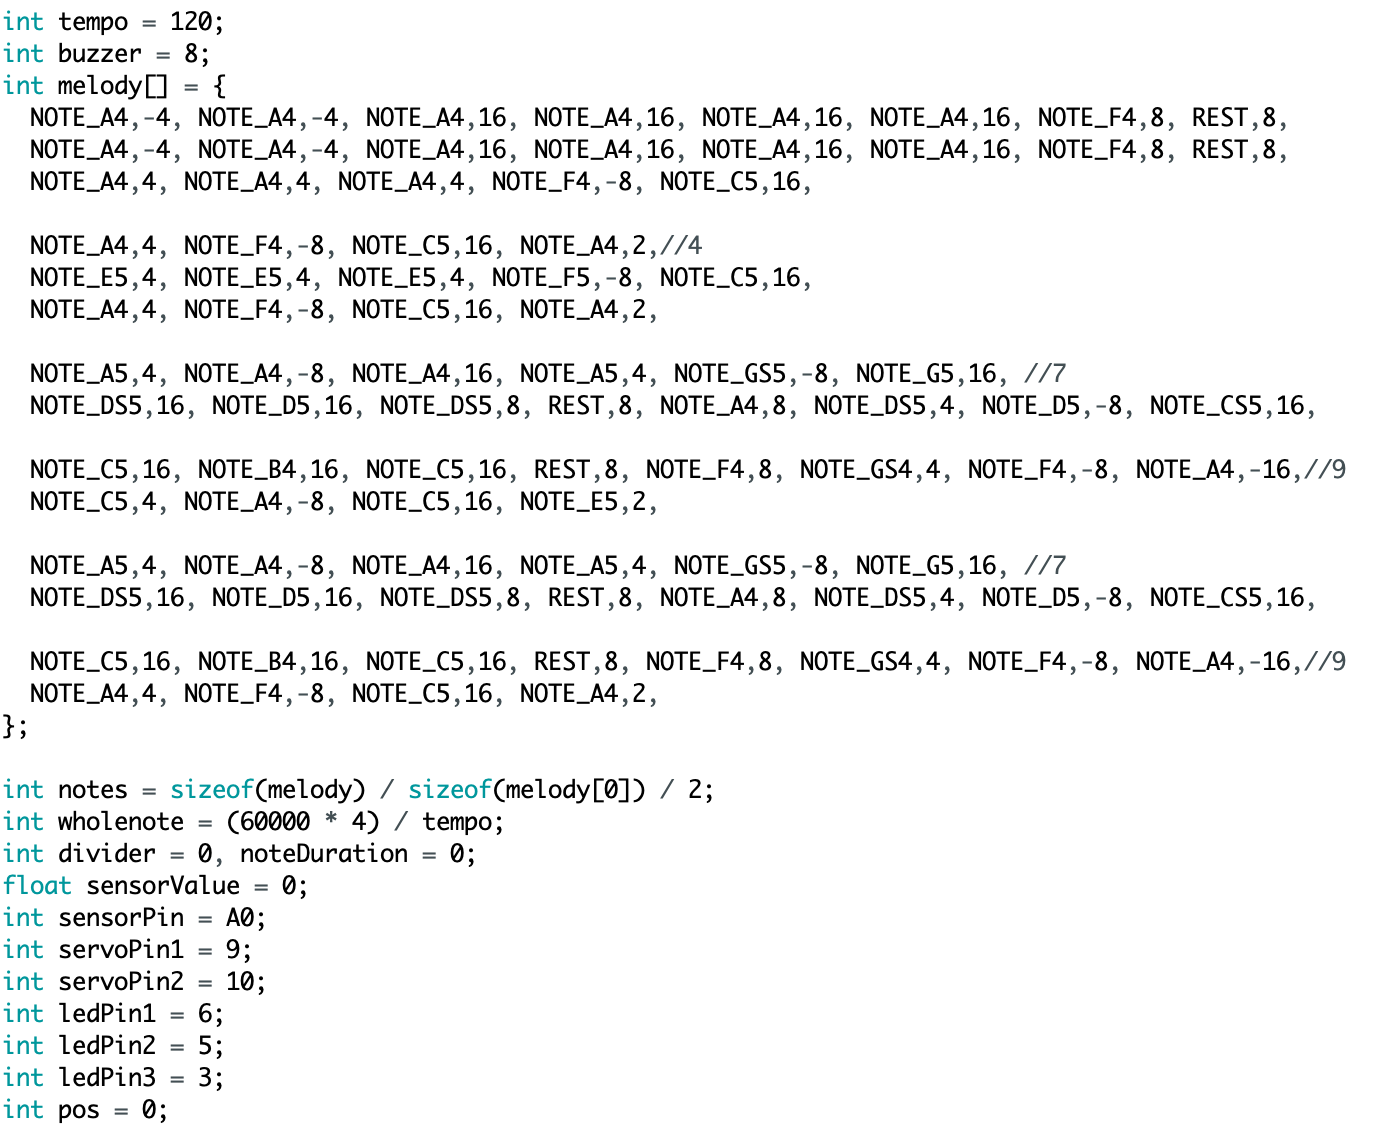 int tempo = 120;
int buzzer = 8;
int melody[] = {
  NOTE_A4,-4, NOTE_A4,-4, NOTE_A4,16, NOTE_A4,16, NOTE_A4,16, NOTE_A4,16, NOTE_F4,8, REST,8,
  NOTE_A4,-4, NOTE_A4,-4, NOTE_A4,16, NOTE_A4,16, NOTE_A4,16, NOTE_A4,16, NOTE_F4,8, REST,8,
  NOTE_A4,4, NOTE_A4,4, NOTE_A4,4, NOTE_F4,-8, NOTE_C5,16,

  NOTE_A4,4, NOTE_F4,-8, NOTE_C5,16, NOTE_A4,2,//4
  NOTE_E5,4, NOTE_E5,4, NOTE_E5,4, NOTE_F5,-8, NOTE_C5,16,
  NOTE_A4,4, NOTE_F4,-8, NOTE_C5,16, NOTE_A4,2,

  NOTE_A5,4, NOTE_A4,-8, NOTE_A4,16, NOTE_A5,4, NOTE_GS5,-8, NOTE_G5,16, //7
  NOTE_DS5,16, NOTE_D5,16, NOTE_DS5,8, REST,8, NOTE_A4,8, NOTE_DS5,4, NOTE_D5,-8, NOTE_CS5,16,

  NOTE_C5,16, NOTE_B4,16, NOTE_C5,16, REST,8, NOTE_F4,8, NOTE_GS4,4, NOTE_F4,-8, NOTE_A4,-16,//9
  NOTE_C5,4, NOTE_A4,-8, NOTE_C5,16, NOTE_E5,2,

  NOTE_A5,4, NOTE_A4,-8, NOTE_A4,16, NOTE_A5,4, NOTE_GS5,-8, NOTE_G5,16, //7
  NOTE_DS5,16, NOTE_D5,16, NOTE_DS5,8, REST,8, NOTE_A4,8, NOTE_DS5,4, NOTE_D5,-8, NOTE_CS5,16,

  NOTE_C5,16, NOTE_B4,16, NOTE_C5,16, REST,8, NOTE_F4,8, NOTE_GS4,4, NOTE_F4,-8, NOTE_A4,-16,//9
  NOTE_A4,4, NOTE_F4,-8, NOTE_C5,16, NOTE_A4,2,
};

int notes = sizeof(melody) / sizeof(melody[0]) / 2;
int wholenote = (60000 * 4) / tempo;
int divider = 0, noteDuration = 0;
float sensorValue = 0;
int sensorPin = A0;
int servoPin1 = 9;
int servoPin2 = 10;
int ledPin1 = 6;
int ledPin2 = 5;
int ledPin3 = 3;
int pos = 0;